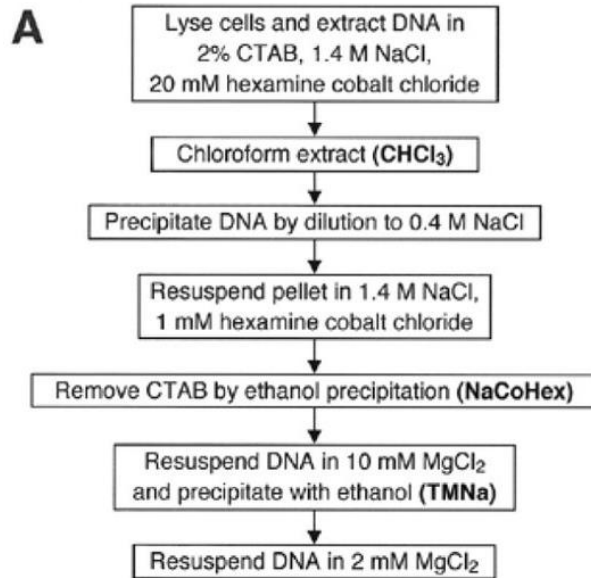 A
Lyse cells and extract DNA in
2% CTAB, 1.4 M NaCl,
20 mM hexamine cobalt chloride
Chloroform extract (CHCl₃)
Precipitate DNA by dilution to 0.4 M NaCl
Resuspend pellet in 1.4 M NaCl,
1 mM hexamine cobalt chloride
Remove CTAB by ethanol precipitation (NaCoHex)
Resuspend DNA in 10 mM MgCl₂
and precipitate with ethanol (TMNa)
Resuspend DNA in 2 mM MgCl₂